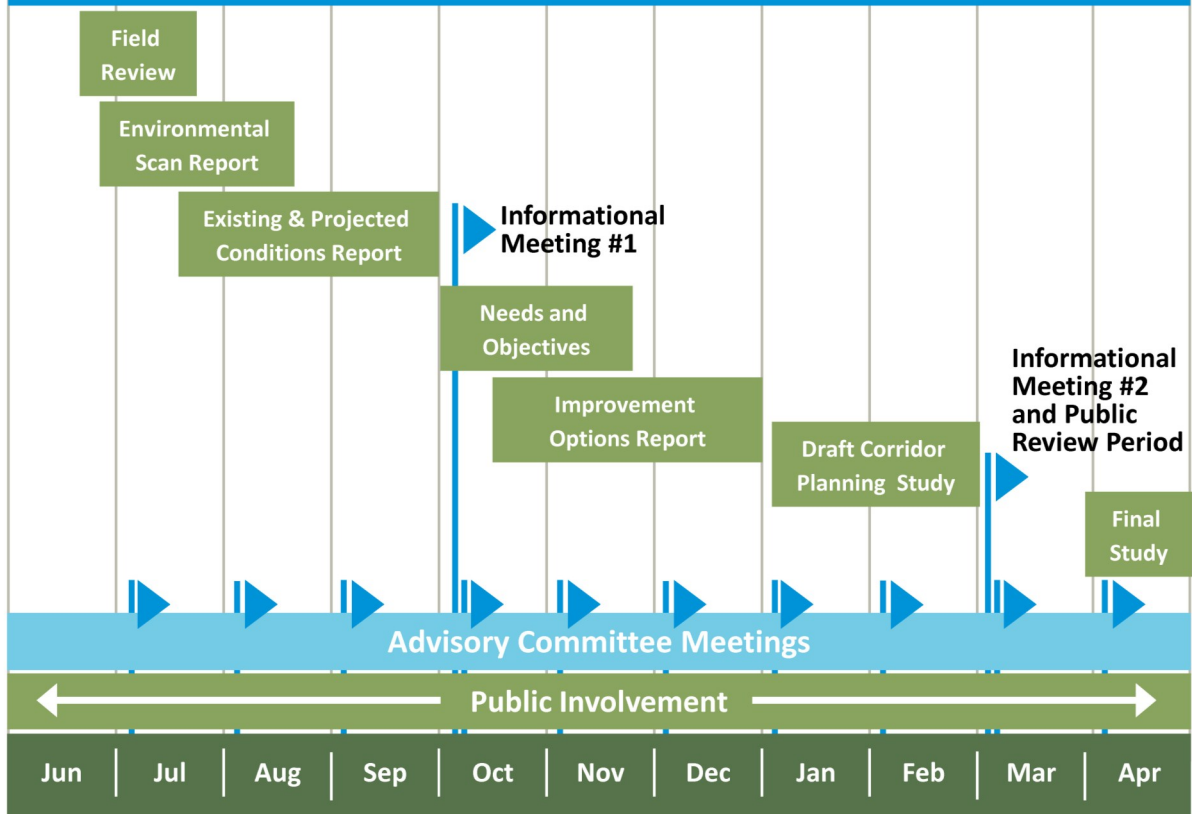 Field
Review
Environmental
Scan Report
Existing & Projected
Conditions Report
Informational
Meeting #1
Needs and
Objectives
Improvement
Options Report
Informational
Meeting #2
and Public
Review Period
Draft Corridor
Planning Study
Final
Study
Advisory Committee Meetings
Public Involvement
Jun Jul Aug Sep Oct Nov Dec Jan Feb Mar Apr